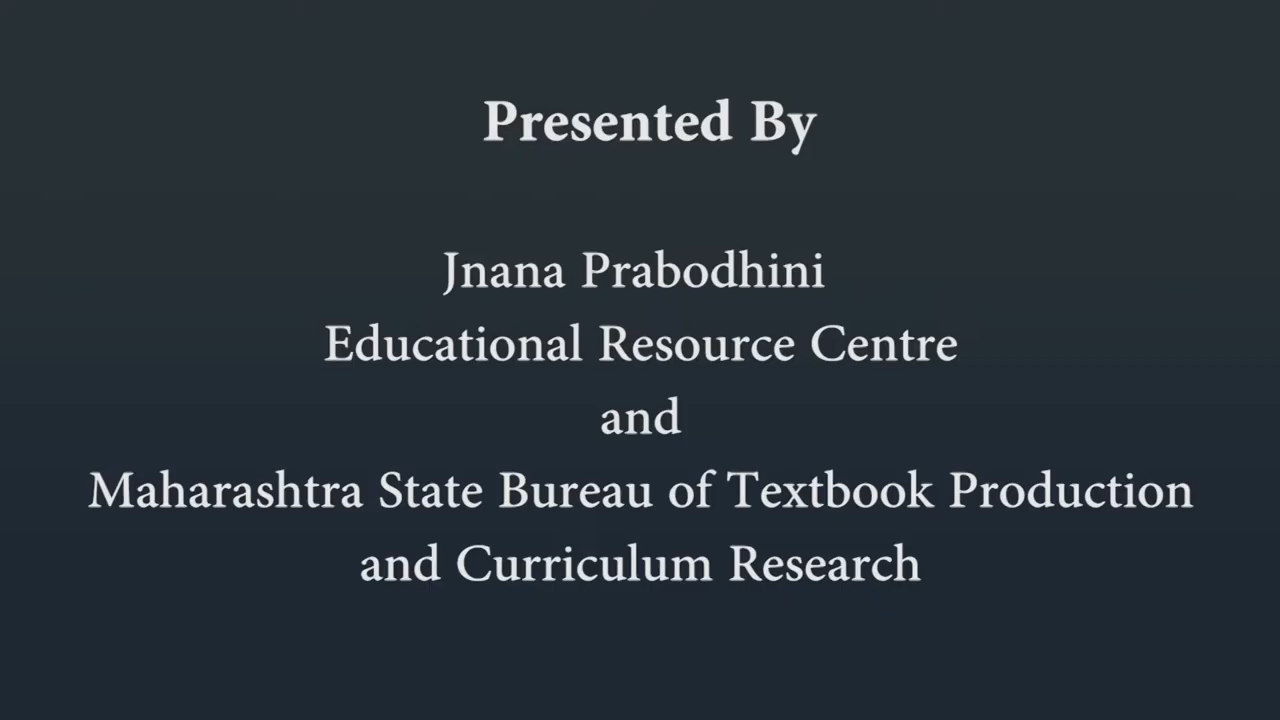 Presented By
Jnana Prabodhini
Educational Resource Centre
and
Maharashtra State Bureau of Textbook Production
and Curriculum Research